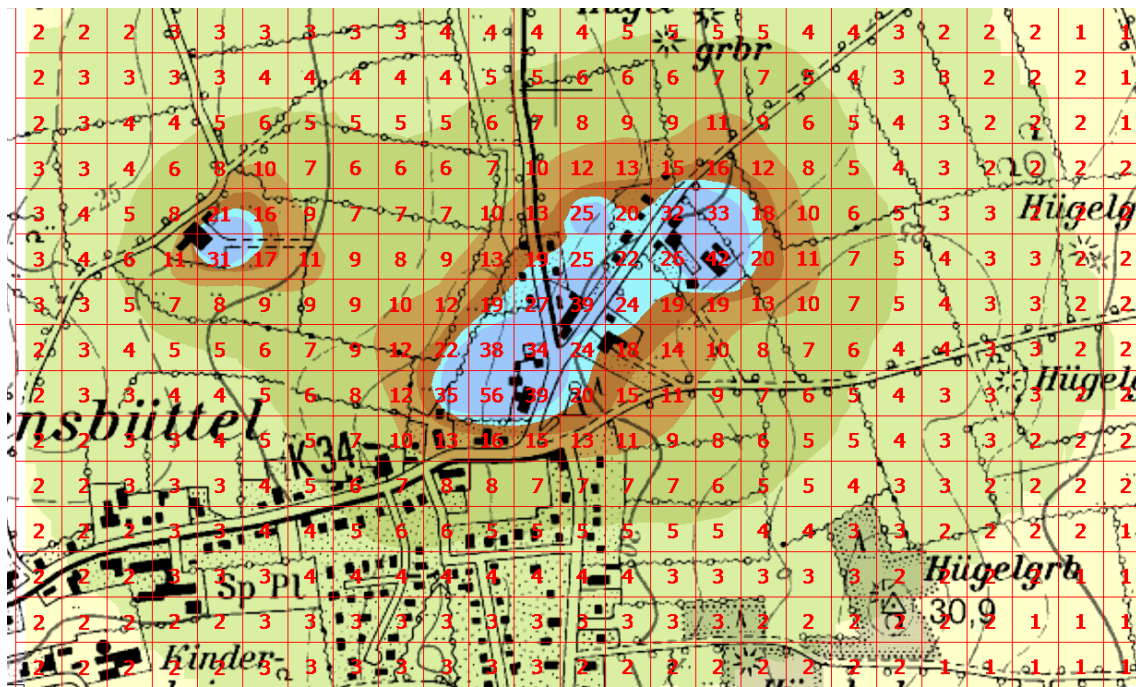 2 2 2 3 3 3 3 3 3 4 4 4 4 5 5 5 5 4 4 3 2 2 2 1 1
grbr
2 3 3 3 3 4 4 4 4 4 5 5 6 6 6 7 7 5 4 3 3 2 2 2 1
2 3 4 4 5 6 5 5 5 5 6 7 8 9 9 11 9 6 5 4 3 2 2 2 1
3 3 4 6 8 10 7 6 6 6 7 10 12 13 15 16 12 8 5 4 3 2 2 2 2
25
3 4 5 8 21 16 9 7 7 7 10 13 25 20 32 33 18 10 6 5 3 3 2 2 2
Hügelg
25
3 4 6 11 31 17 11 9 8 9 13 19 25 22 26 42 20 11 7 5 4 3 3 2 2
3 3 5 7 8 9 9 9 10 12 19 27 39 24 19 19 13 10 7 5 4 3 3 2 2
2 3 4 5 5 6 7 9 12 22 38 34 24 18 14 10 8 7 6 4 4 3 3 2 2
Hügelg
2 3 3 4 4 5 6 8 12 35 56 39 20 15 11 9 7 6 5 4 3 3 3 2 2
nsbüttel
2 2 3 3 4 5 5 7 10 13 16 15 13 11 9 8 6 5 5 4 3 3 2 2 2
K 34
2 2 3 3 3 4 5 6 7 8 8 7 7 7 7 6 5 5 4 3 3 2 2 2 2
2 2 2 3 3 4 4 5 6 6 5 5 5 5 5 5 4 4 3 3 2 2 2 2 1
20
2 2 2 3 3 3 4 4 4 4 4 4 4 4 3 3 3 3 3 2 2 2 2 1 1
Sp Pl
Hügelgrb
30,9
2 2 2 2 2 3 3 3 3 3 3 3 3 3 3 3 2 2 2 2 2 2 1 1 1
Kinder-
2 2 2 2 2 3 3 3 3 3 3 3 2 2 2 2 2 2 2 2 1 1 1 1 1